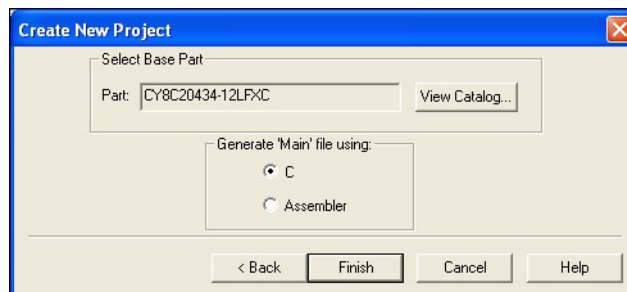 Create New Project
Select Base Part
Part: CY8C20434-12LFXC View Catalog...
Generate 'Main' file using:
C
Assembler
< Back Finish Cancel Help